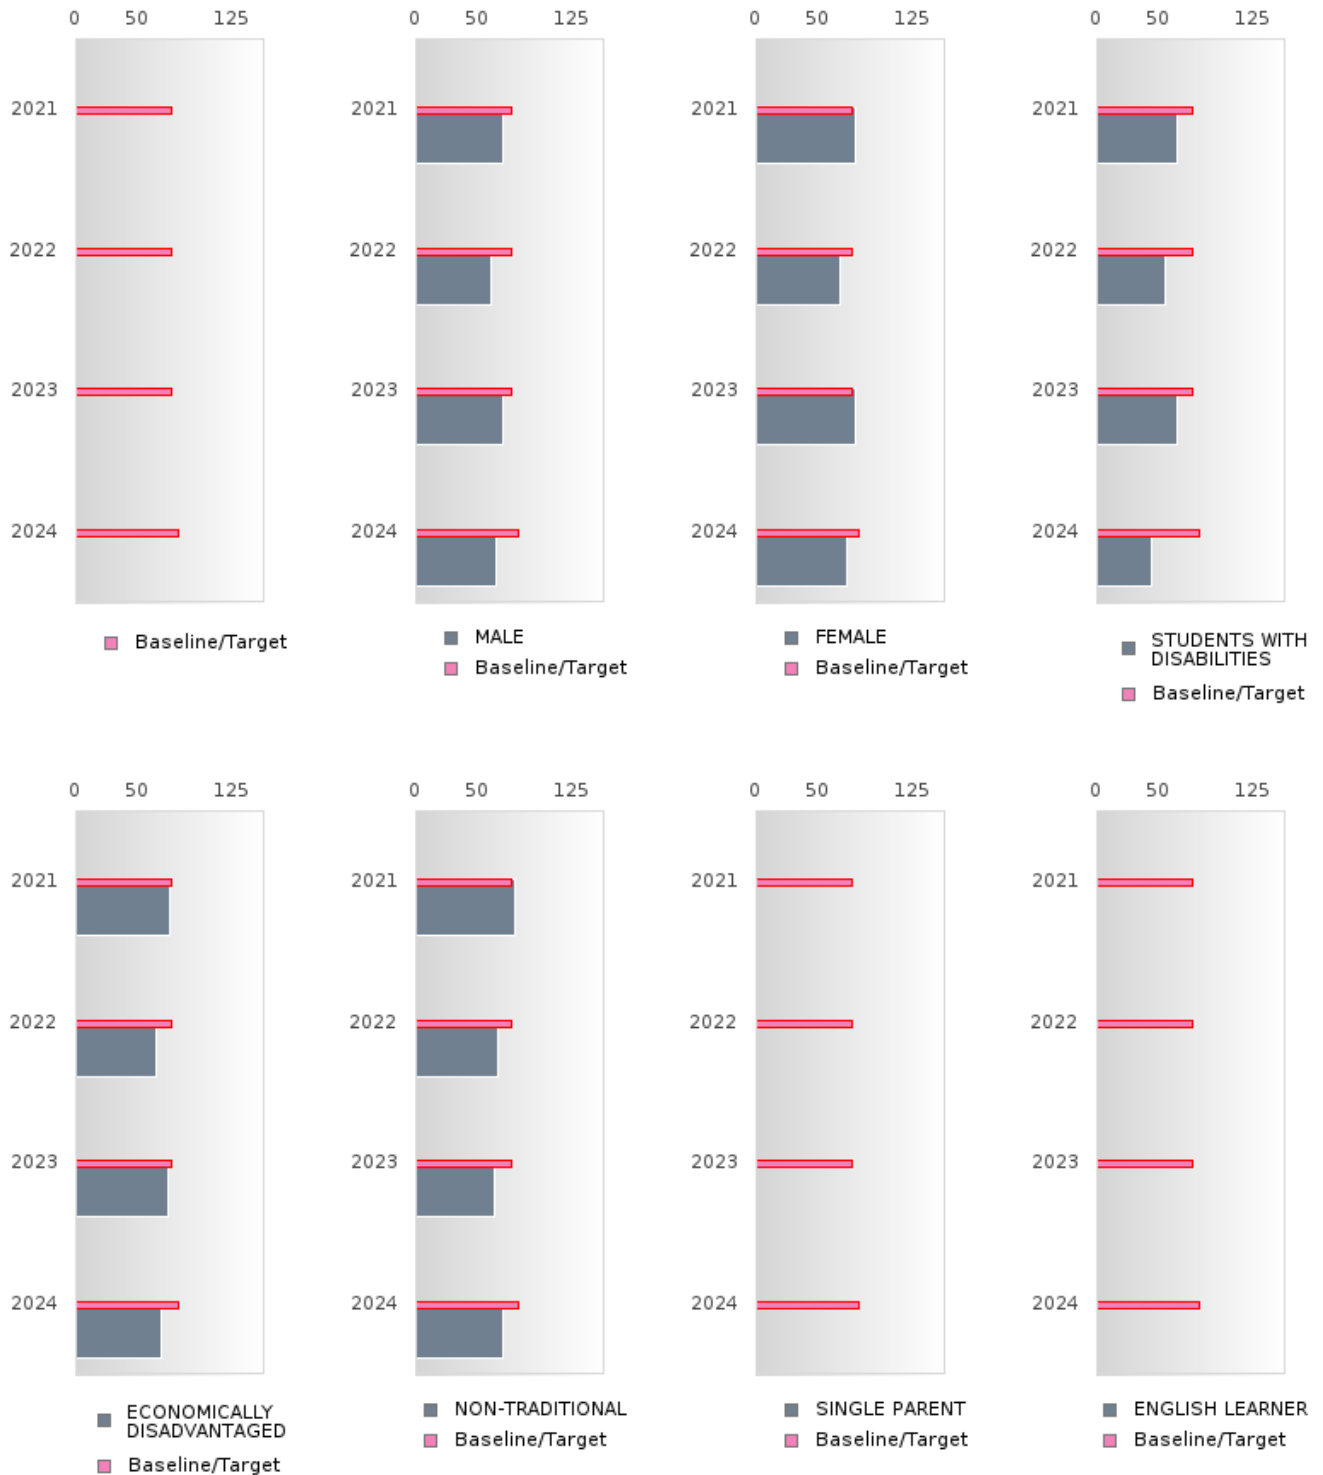 0 50 125
2021
2022
2023
2024
Baseline/Target
0 50 125
2021
2022
2023
2024
MALE
Baseline/Target
0 50 125
2021
2022
2023
2024
FEMALE
Baseline/Target
0 50 125
2021
2022
2023
2024
STUDENTS WITH
DISABILITIES
Baseline/Target
0 50 125
2021
2022
2023
2024
ECONOMICALLY
DISADVANTAGED
Baseline/Target
0 50 125
2021
2022
2023
2024
NON-TRADITIONAL
Baseline/Target
0 50 125
2021
2022
2023
2024
SINGLE PARENT
Baseline/Target
0 50 125
2021
2022
2023
2024
ENGLISH LEARNER
Baseline/Target